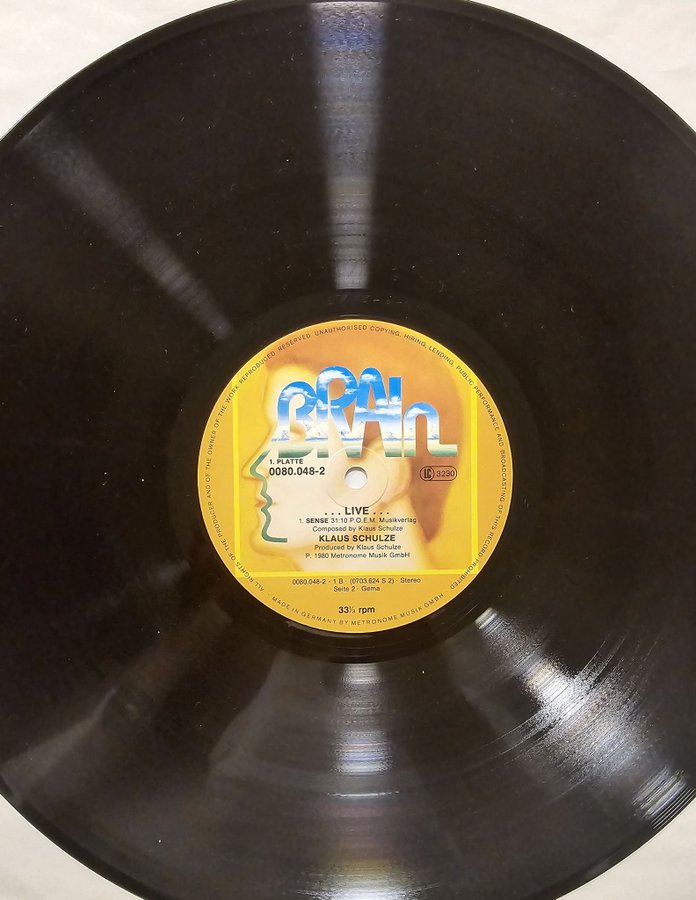 ALL RIGHTS OF THE PRODUCER AND OF THE OWNER OF THE WORK REPRODUCED RESERVED. UNAUTHORISED COPYING, HIRING, LENDING, PUBLIC PERFORMANCE AND BROADCASTING OF THIS RECORD PROHIBITED
BRAIn
1. PLATTE
0080.048-2
LC 3230
...LIVE...
1. SENSE 31:10 P.O.E.M. Musikverlag
Composed by Klaus Schulze
KLAUS SCHULZE
Produced by Klaus Schulze
P. 1980 Metronome Musik GmbH
0080.048-2 - 1 B · (0703.624 S 2) · Stereo
Seite 2 · Gema
33⅓ rpm
· MADE IN GERMANY BY METRONOME MUSIK GMBH ·